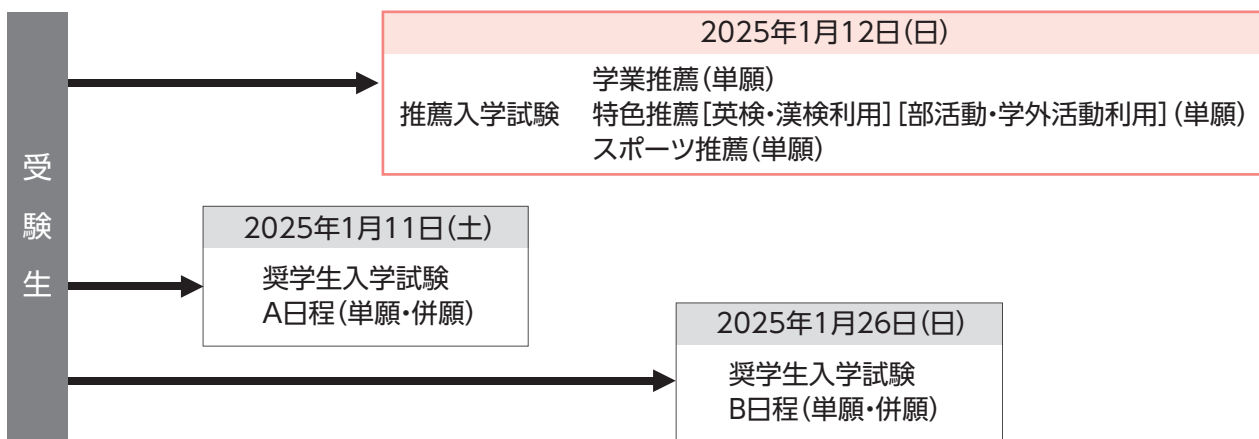 受験生
2025年1月12日(日)
推薦入学試験
学業推薦(単願)
特色推薦[英検・漢検利用][部活動・学外活動利用](単願)
スポーツ推薦(単願)
2025年1月11日(土)
奨学生入学試験
A日程(単願・併願)
2025年1月26日(日)
奨学生入学試験
B日程(単願・併願)